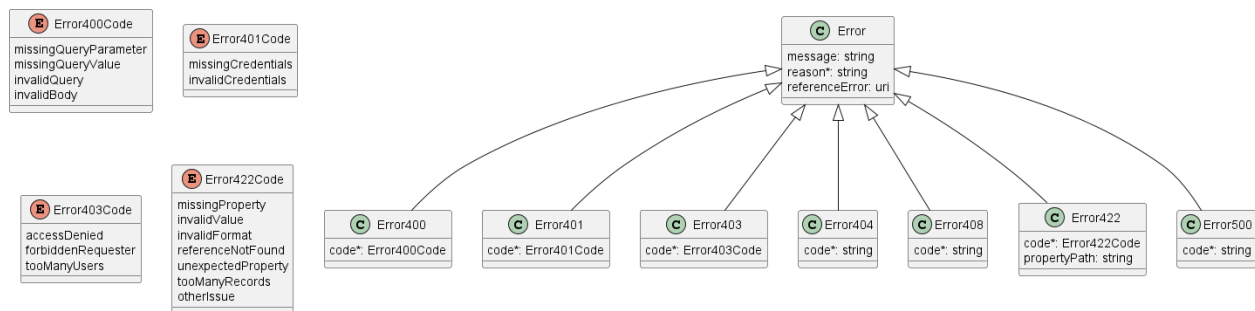 E Error400Code
missingQueryParameter
missingQueryValue
invalidQuery
invalidBody
E Error401Code
missingCredentials
invalidCredentials
C Error
message: string
reason*: string
referenceError: uri
E Error403Code
accessDenied
forbiddenRequester
tooManyUsers
E Error422Code
missingProperty
invalidValue
invalidFormat
referenceNotFound
unexpectedProperty
tooManyRecords
otherIssue
C Error400
code*: Error400Code
C Error401
code*: Error401Code
C Error403
code*: Error403Code
C Error404
code*: string
C Error408
code*: string
C Error422
code*: Error422Code
propertyPath: string
C Error500
code*: string